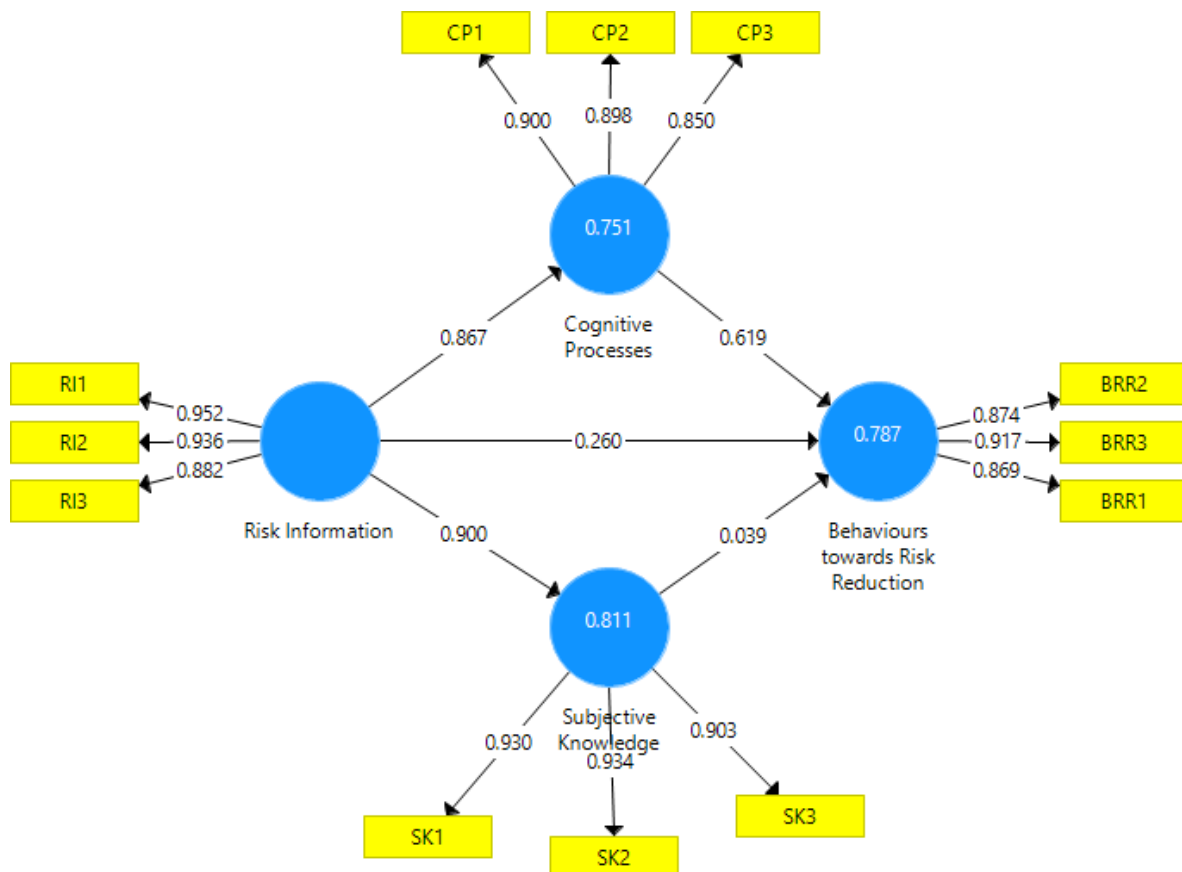 CP1
CP2
CP3
0.900
0.898
0.850
0.751
Cognitive
Processes
0.867
0.619
RI1
RI2
RI3
0.952
0.936
0.882
Risk Information
0.260
0.787
Behaviours
towards Risk
Reduction
0.874
0.917
0.869
BRR2
BRR3
BRR1
0.900
0.039
0.811
Subjective
Knowledge
0.930
0.934
0.903
SK1
SK2
SK3